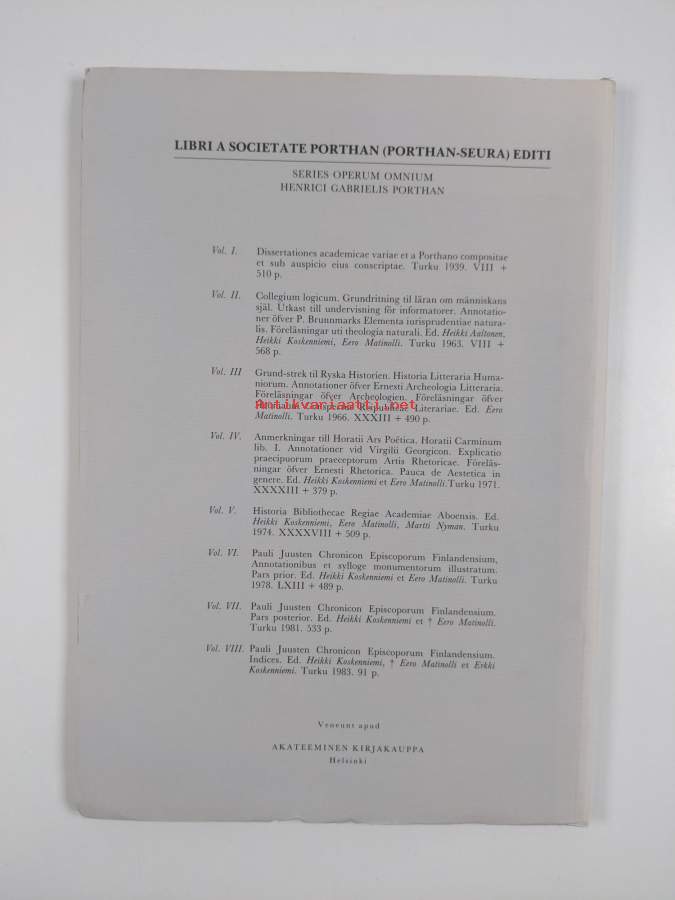 LIBRI A SOCIETATE PORTHAN (PORTHAN-SEURA) EDITI
SERIES OPERUM OMNIUM
HENRICI GABRIELIS PORTHAN
Vol. I. Dissertationes academicae variae et a Porthano compositae
et sub auspicio eius conscriptae. Turku 1939. VIII +
510 p.
Vol. II. Collegium logicum. Grundritning til läran om människans
själ. Utkast till undervisning för informatorer. Annotatio-
ner öfver P. Brunnmarks Elementa iurisprudentiae natura-
lis. Föreläsningar uti theologia naturali. Ed. Heikki Aaltonen,
Heikki Koskenniemi, Eero Matinolli. Turku 1963. VIII +
568 p.
Vol. III Grund-strek til Ryska Historien. Historia Litteraria Huma-
niorum. Annotationer öfver Ernesti Archeologia Litteraria.
Föreläsningar öfver Archeologien. Föreläsningar öfver
Heumanni Conspectus Reipublicae Literariae. Ed. Eero
Antikvariaatti.net
Matinolli. Turku 1966. XXXIII + 490 p.
Vol. IV. Anmerkningar till Horatii Ars Poëtica. Horatii Carminum
lib. I. Annotationer vid Virgilii Georgicon. Explicatio
praecipuorum praeceptorum Artis Rhetoricae. Föreläs-
ningar öfver Ernesti Rhetorica. Pauca de Aestetica in
genere. Ed. Heikki Koskenniemi et Eero Matinolli.Turku 1971.
XXXXIII + 379 p.
Vol. V. Historia Bibliothecae Regiae Academiae Aboensis. Ed.
Heikki Koskenniemi, Eero Matinolli, Martti Nyman. Turku
1974. XXXXVIII + 509 p.
Vol. VI. Pauli Juusten Chronicon Episcoporum Finlandensium,
Annotationibus et sylloge monumentorum illustratum.
Pars prior. Ed. Heikki Koskenniemi et Eero Matinolli. Turku
1978. LXIII + 489 p.
Vol. VII. Pauli Juusten Chronicon Episcoporum Finlandensium.
Pars posterior. Ed. Heikki Koskenniemi et † Eero Matinolli.
Turku 1981. 533 p.
Vol. VIII. Pauli Juusten Chronicon Episcoporum Finlandensium.
Indices. Ed. Heikki Koskenniemi, † Eero Matinolli et Erkki
Koskenniemi. Turku 1983. 91 p.
Veneunt apud
AKATEEMINEN KIRJAKAUPPA
Helsinki